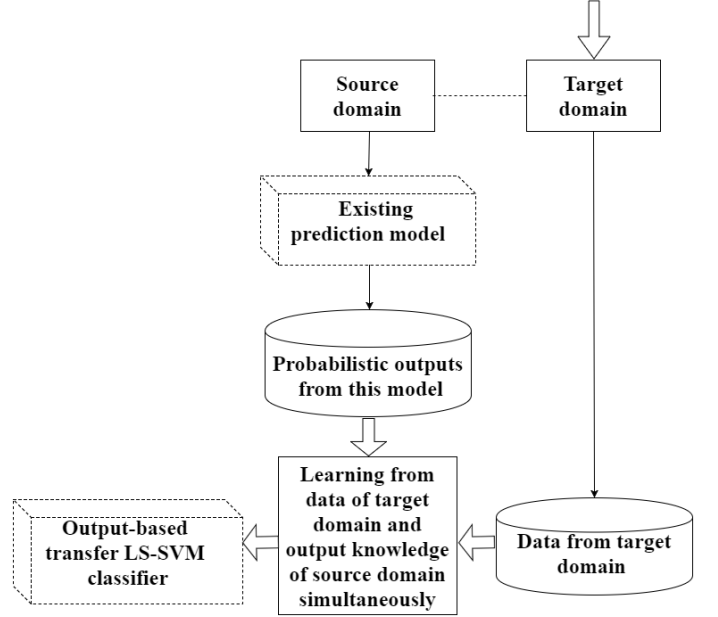 Source
domain
Target
domain
Existing
prediction model
Probabilistic outputs
from this model
Learning from
data of target
domain and
output knowledge
of source domain
simultaneously
Output-based
transfer LS-SVM
classifier
Data from target
domain